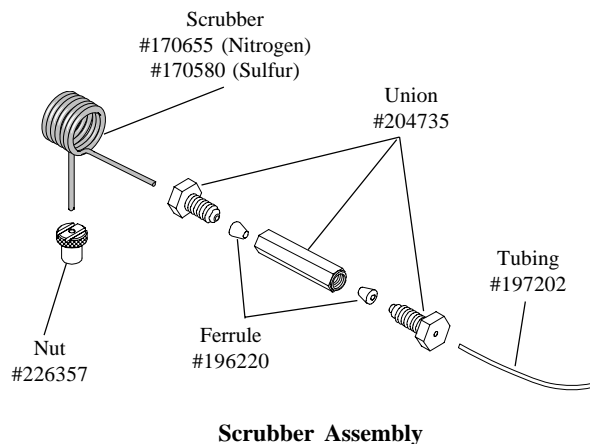 Scrubber
#170655 (Nitrogen)
#170580 (Sulfur)
Union
#204735
Tubing
#197202
Ferrule
#196220
Nut
#226357
Scrubber Assembly